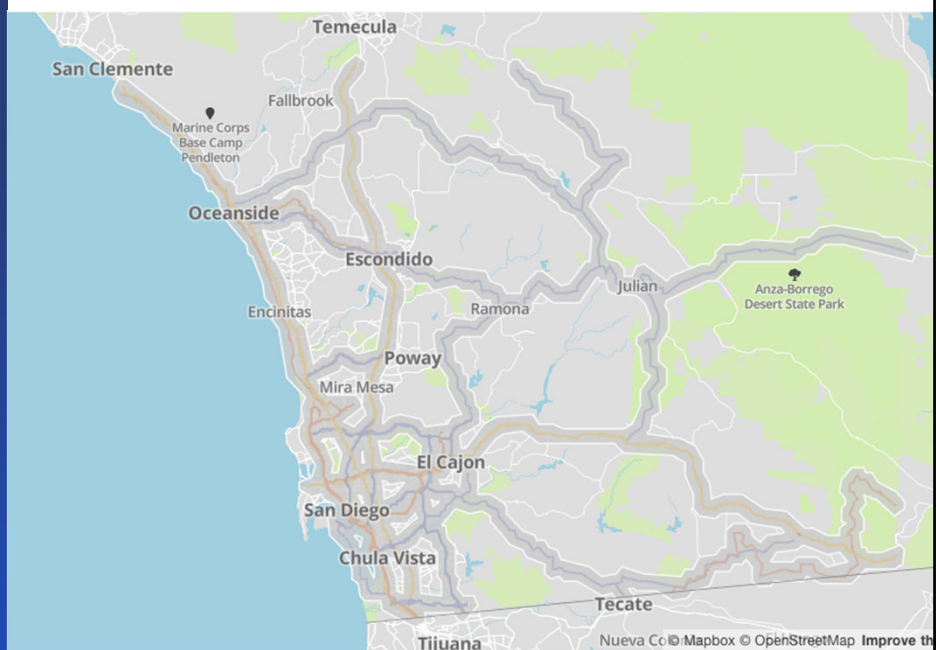 Temecula
San Clemente
Fallbrook
Marine Corps
Base Camp
Pendleton
Oceanside
Escondido
Julian
Anza-Borrego
Desert State Park
Encinitas
Ramona
Poway
Mira Mesa
El Cajon
San Diego
Chula Vista
Tecate
Tijuana
Nueva
© Mapbox © OpenStreetMap Improve th